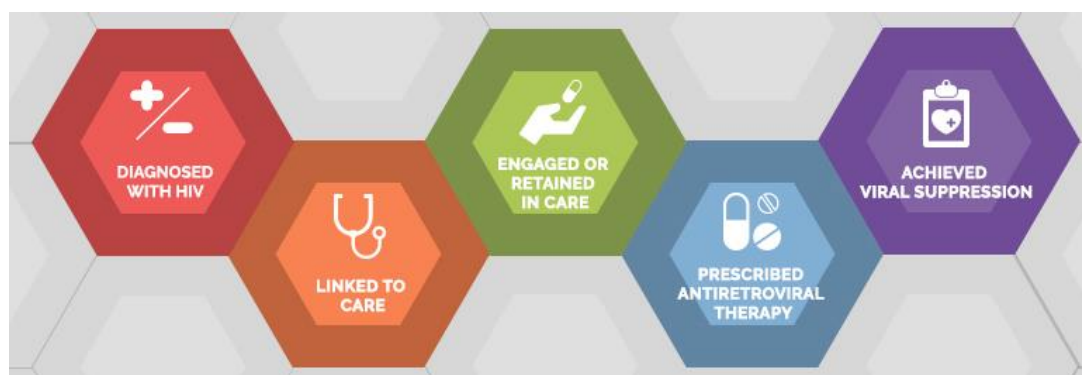 DIAGNOSED
WITH HIV
LINKED TO
CARE
ENGAGED OR
RETAINED
IN CARE
PRESCRIBED
ANTIRETROVIRAL
THERAPY
ACHIEVED
VIRAL SUPPRESSION